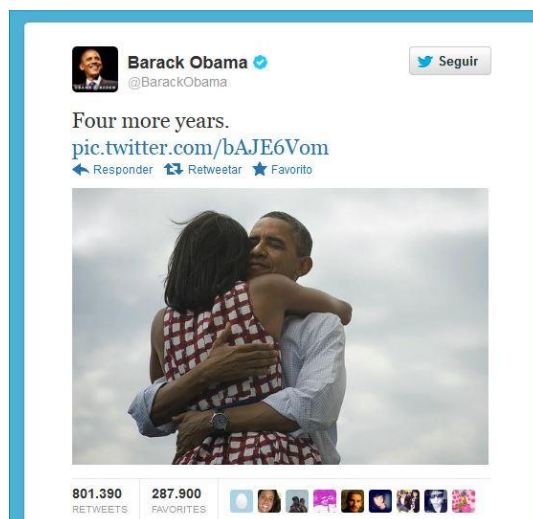 Barack Obama
@BarackObama
Seguir
Four more years.
pic.twitter.com/bAJE6Vom
Responder Retweetar Favorito
801.390 287.900
RETWEETS FAVORITES